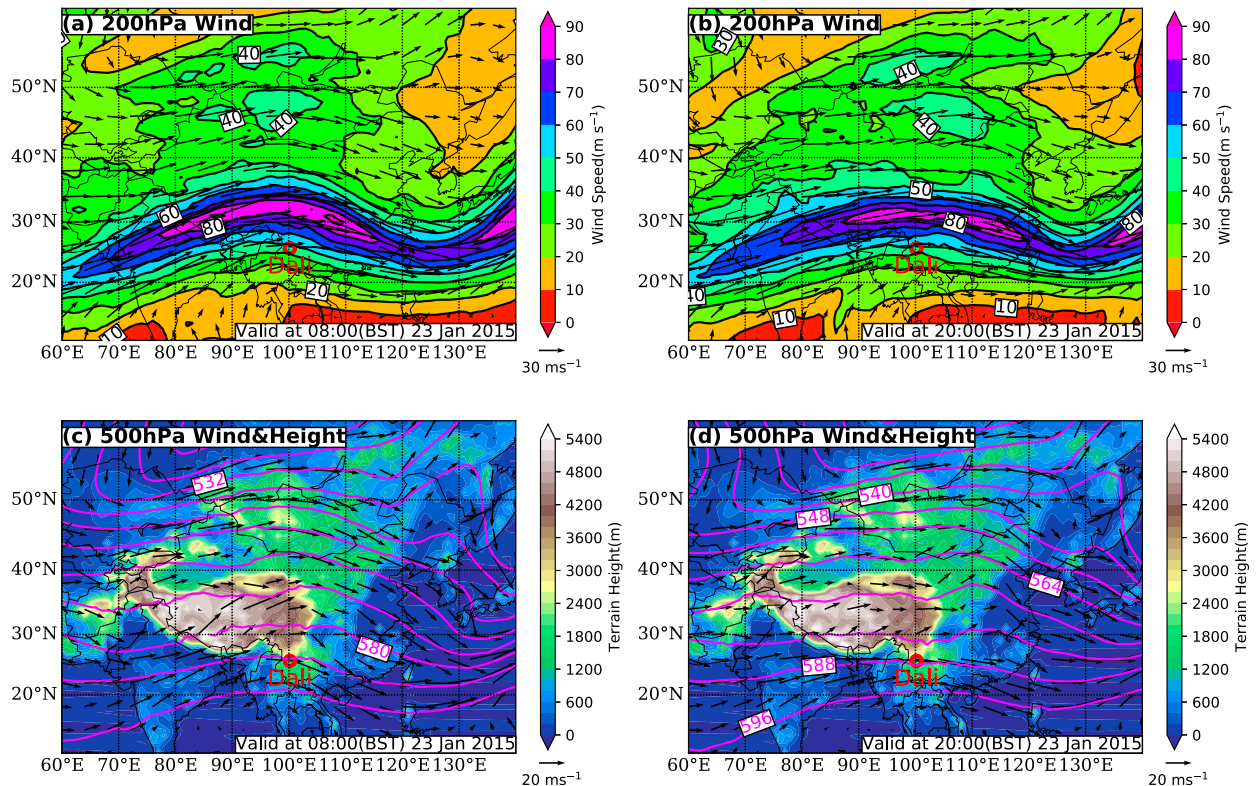 (a) 200hPa Wind
50°N
40°N
30°N
20°N
60°E 70°E 80°E 90°E 100°E 110°E 120°E 130°E
40
40
40
60
80
20
10
Dali
Valid at 08:00(BST) 23 Jan 2015
30 ms⁻¹
90
80
70
60
50
40
30
20
10
0
Wind Speed(m s⁻¹)
(b) 200hPa Wind
50°N
40°N
30°N
20°N
60°E 70°E 80°E 90°E 100°E 110°E 120°E 130°E
30
40
40
50
80
80
40
10
10
Dali
Valid at 20:00(BST) 23 Jan 2015
30 ms⁻¹
90
80
70
60
50
40
30
20
10
0
Wind Speed(m s⁻¹)
(c) 500hPa Wind&Height
50°N
40°N
30°N
20°N
60°E 70°E 80°E 90°E 100°E 110°E 120°E 130°E
532
580
Dali
Valid at 08:00(BST) 23 Jan 2015
20 ms⁻¹
5400
4800
4200
3600
3000
2400
1800
1200
600
0
Terrain Height(m)
(d) 500hPa Wind&Height
50°N
40°N
30°N
20°N
60°E 70°E 80°E 90°E 100°E 110°E 120°E 130°E
540
548
564
588
596
Dali
Valid at 20:00(BST) 23 Jan 2015
20 ms⁻¹
5400
4800
4200
3600
3000
2400
1800
1200
600
0
Terrain Height(m)